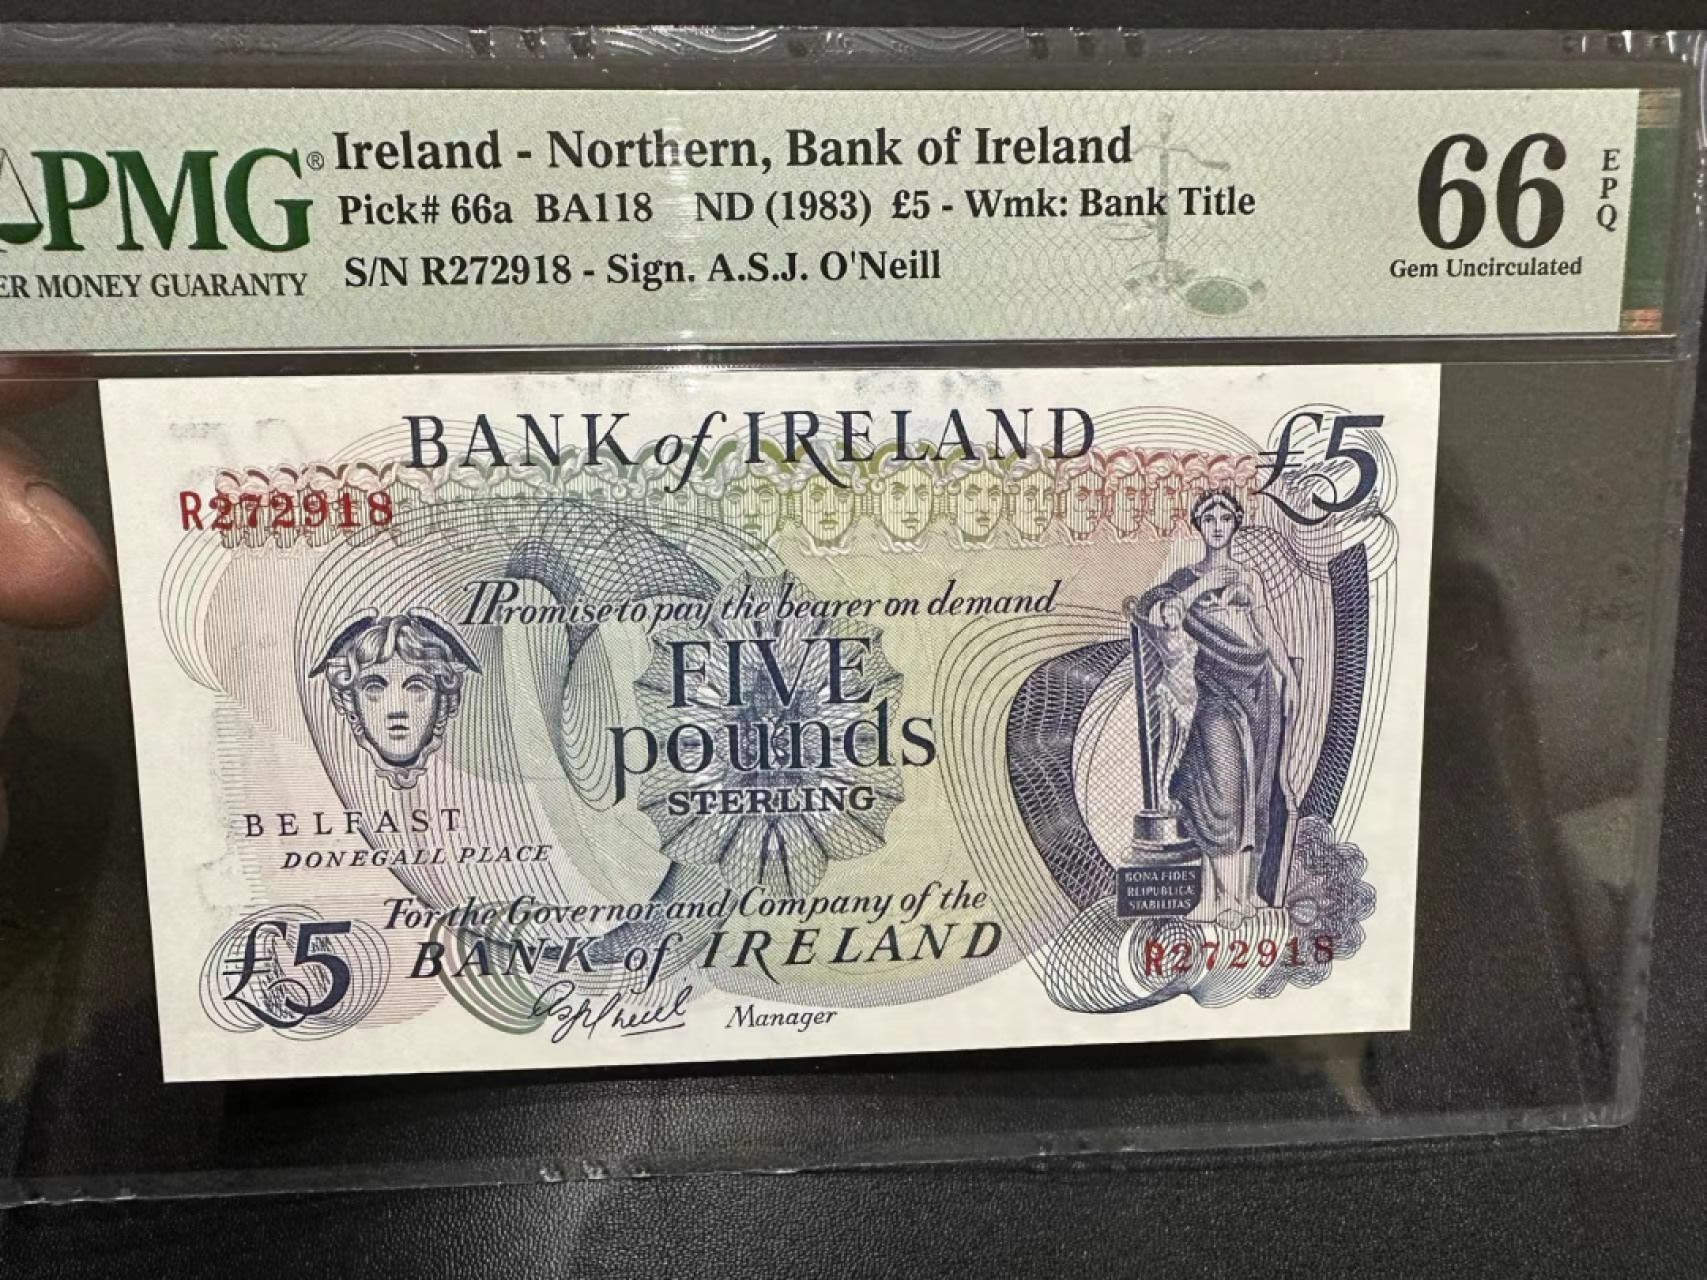 PMG®
ER MONEY GUARANTY
Ireland - Northern, Bank of Ireland
Pick# 66a BA118 ND (1983) £5 - Wmk: Bank Title
S/N R272918 - Sign. A.S.J. O'Neill
66
EPQ
Gem Uncirculated
BANK of IRELAND
£5
R272918
I Promise to pay the bearer on demand
FIVE
pounds
STERLING
BELFAST
DONEGALL PLACE
BONA FIDES
REIPUBLICÆ
STABILITAS
For the Governor and Company of the
BANK of IRELAND
R272918
£5
Manager